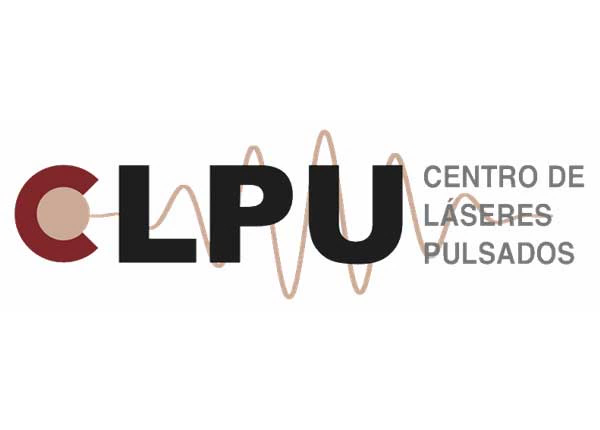 CLPU
CENTRO DE
LÁSERES
PULSADOS